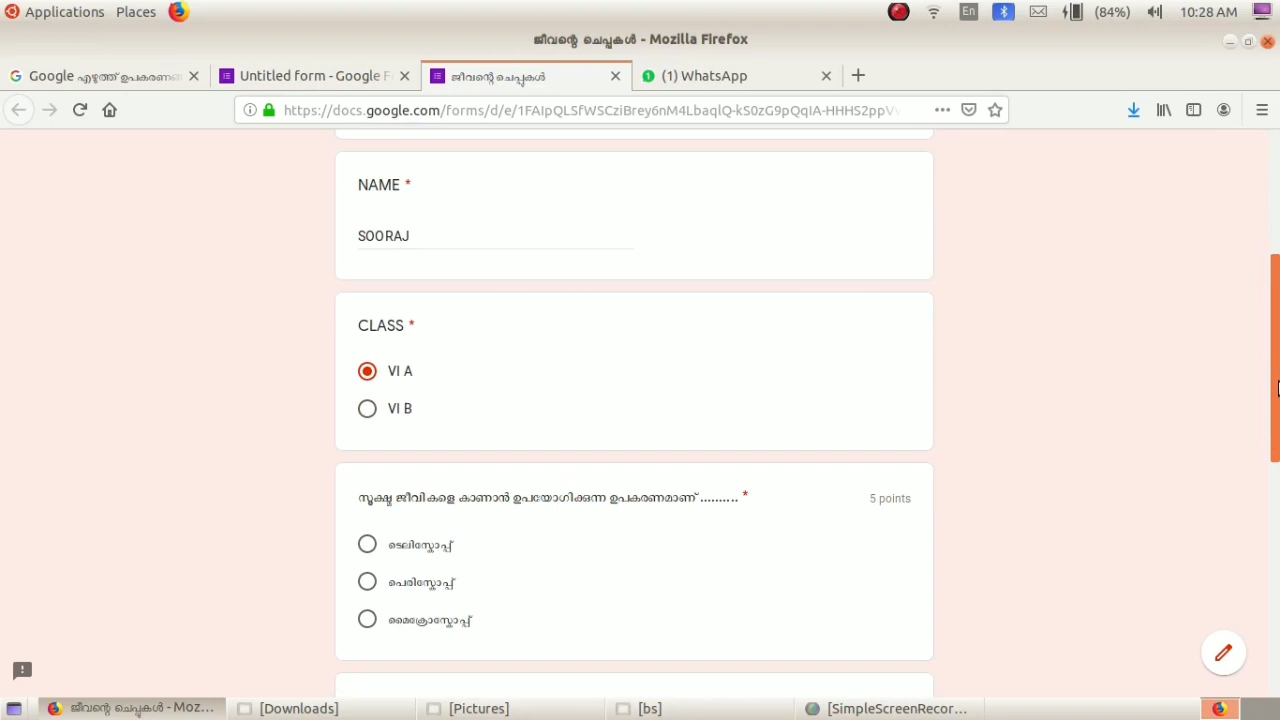 Applications Places En (84%) 10:28 AM
ജീവന്റെ ചെപ്പുകൾ - Mozilla Firefox
Google എഴുത്ത് Untitled form - Google F ജീവന്റെ ചെപ്പുകൾ (1) WhatsApp
https://docs.google.com/forms/d/e/1FAIpQLSfWSCziBrey6nM4LbaqlQ-kS0zG9pQqIA-HHHS2ppV
NAME *
SOORAJ
CLASS *
VI A
VI B
സൂക്ഷ്മ ജീവികളെ കാണാൻ ഉപയോഗിക്കുന്ന ഉപകരണമാണ് .......... * 5 points
ടെലിസ്കോപ്പ്
പെരിസ്കോപ്പ്
മൈക്രോസ്കോപ്പ്
ജീവന്റെ ചെപ്പുകൾ - Moz... [Downloads] [Pictures] [bs] [SimpleScreenRecor...